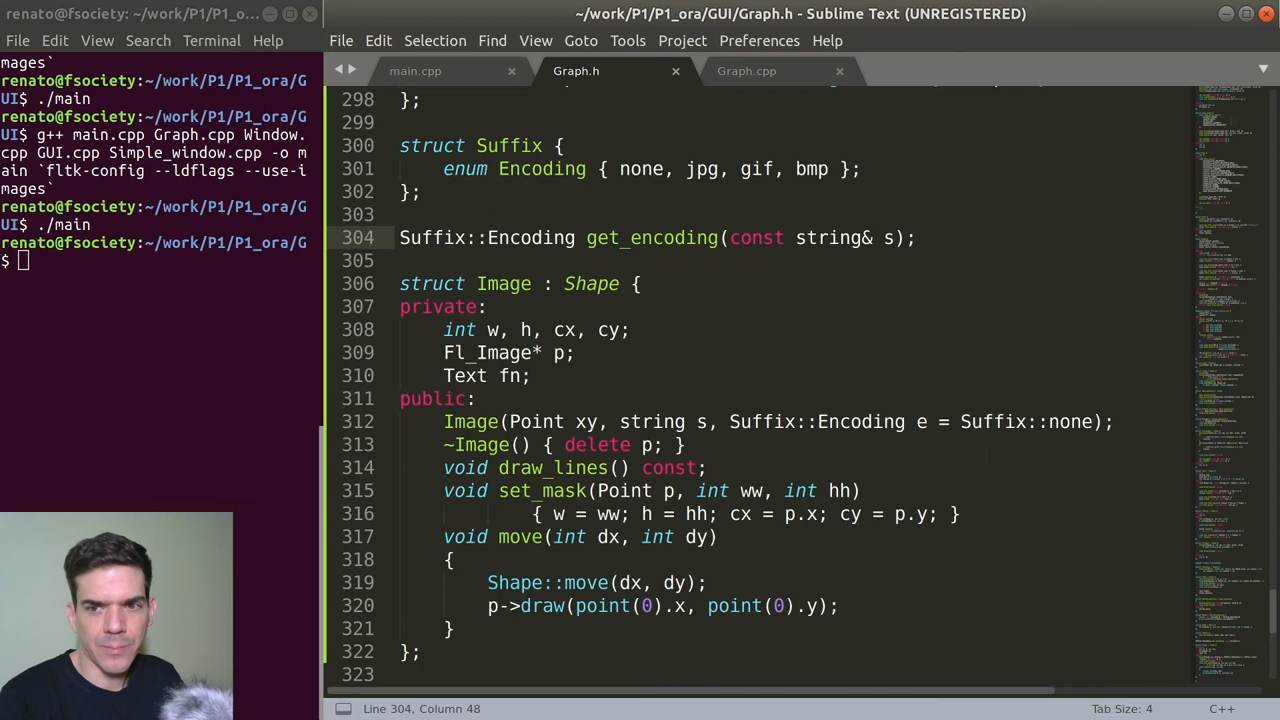 renato@fsociety: ~/work/P1/P1_o...
File Edit View Search Terminal Help
mages`
renato@fsociety:~/work/P1/P1_ora/G
UI$ ./main
renato@fsociety:~/work/P1/P1_ora/G
UI$ g++ main.cpp Graph.cpp Window.
cpp GUI.cpp Simple_window.cpp -o m
ain `fltk-config --ldflags --use-i
mages`
renato@fsociety:~/work/P1/P1_ora/G
UI$ ./main
renato@fsociety:~/work/P1/P1_ora/GUI
$
~/work/P1/P1_ora/GUI/Graph.h - Sublime Text (UNREGISTERED)
File Edit Selection Find View Goto Tools Project Preferences Help
main.cpp Graph.h Graph.cpp
298 };
299
300 struct Suffix {
301 enum Encoding { none, jpg, gif, bmp };
302 };
303
304 Suffix::Encoding get_encoding(const string& s);
305
306 struct Image : Shape {
307 private:
308 int w, h, cx, cy;
309 Fl_Image* p;
310 Text fn;
311 public:
312 Image(Point xy, string s, Suffix::Encoding e = Suffix::none);
313 ~Image() { delete p; }
314 void draw_lines() const;
315 void set_mask(Point p, int ww, int hh)
316 { w = ww; h = hh; cx = p.x; cy = p.y; }
317 void move(int dx, int dy)
318 {
319 Shape::move(dx, dy);
320 p->draw(point(0).x, point(0).y);
321 }
322 };
323
Line 304, Column 48
Tab Size: 4
C++